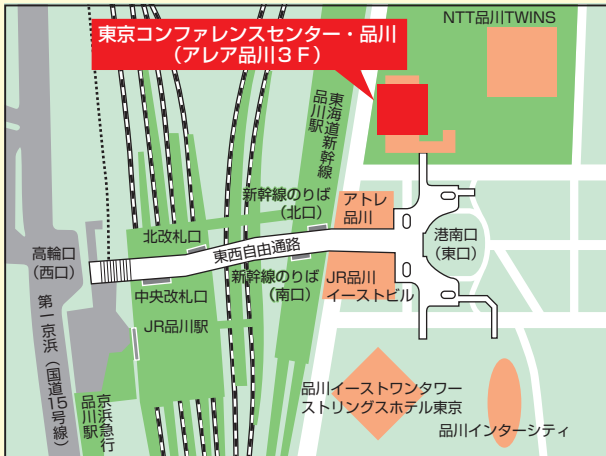 NTT品川TWINS
東京コンファレンスセンター・品川
（アレア品川3F）
東海道新幹線
品川駅
新幹線のりば
（北口）
アトレ
品川
北改札口
東西自由通路
港南口
（東口）
高輪口
（西口）
中央改札口
新幹線のりば
（南口）
JR品川
イーストビル
JR品川駅
第一京浜（国道15号線）
京浜急行
品川駅
品川イーストワンタワー
ストリングスホテル東京
品川インターシティ